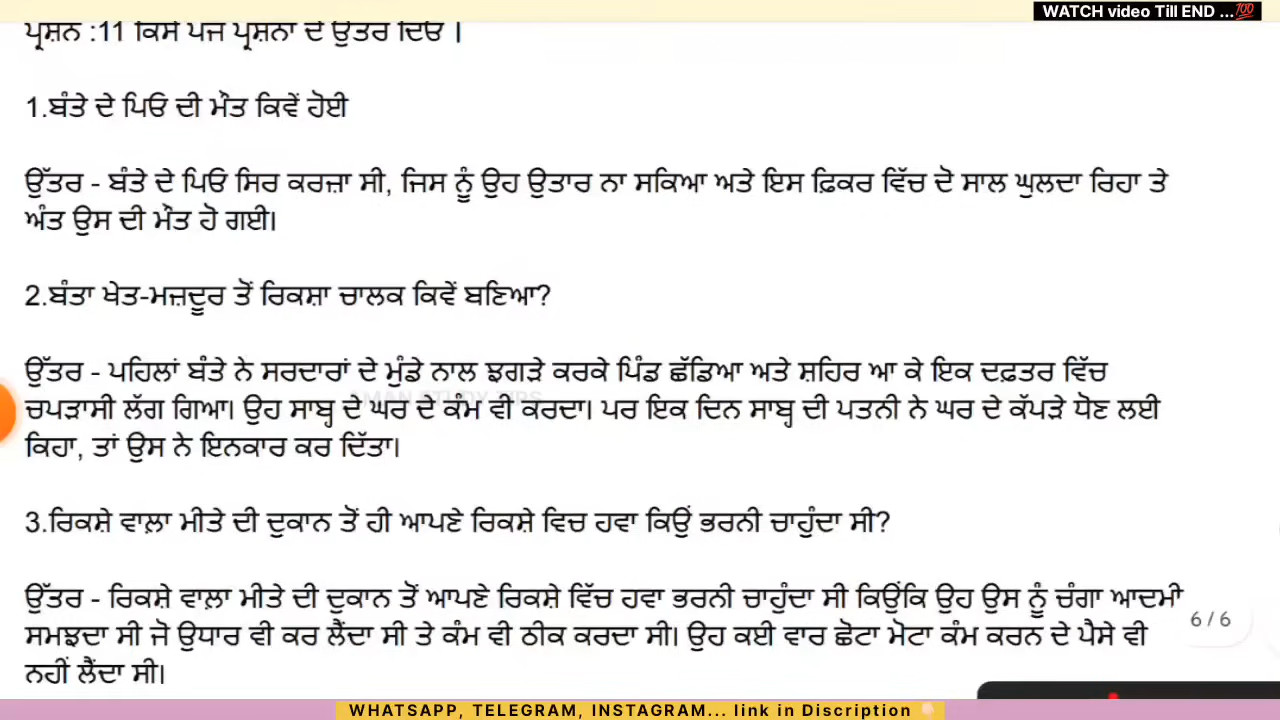 WATCH video Till END ...💯
ਪ੍ਰਸ਼ਨ :11 ਕਿਸੇ ਪੰਜ ਪ੍ਰਸ਼ਨਾਂ ਦੇ ਉੱਤਰ ਦਿਓ ।
1.ਬੰਤੇ ਦੇ ਪਿਓ ਦੀ ਮੌਤ ਕਿਵੇਂ ਹੋਈ
ਉੱਤਰ - ਬੰਤੇ ਦੇ ਪਿਓ ਸਿਰ ਕਰਜ਼ਾ ਸੀ, ਜਿਸ ਨੂੰ ਉਹ ਉਤਾਰ ਨਾ ਸਕਿਆ ਅਤੇ ਇਸ ਫ਼ਿਕਰ ਵਿੱਚ ਦੋ ਸਾਲ ਘੁਲਦਾ ਰਿਹਾ ਤੇ
ਅੰਤ ਉਸ ਦੀ ਮੌਤ ਹੋ ਗਈ।
2.ਬੰਤਾ ਖੇਤ-ਮਜ਼ਦੂਰ ਤੋਂ ਰਿਕਸ਼ਾ ਚਾਲਕ ਕਿਵੇਂ ਬਣਿਆ?
ਉੱਤਰ - ਪਹਿਲਾਂ ਬੰਤੇ ਨੇ ਸਰਦਾਰਾਂ ਦੇ ਮੁੰਡੇ ਨਾਲ ਝਗੜੇ ਕਰਕੇ ਪਿੰਡ ਛੱਡਿਆ ਅਤੇ ਸ਼ਹਿਰ ਆ ਕੇ ਇਕ ਦਫ਼ਤਰ ਵਿੱਚ
ਚਪੜਾਸੀ ਲੱਗ ਗਿਆ। ਉਹ ਸਾਬ੍ਹ ਦੇ ਘਰ ਦੇ ਕੰਮ ਵੀ ਕਰਦਾ। ਪਰ ਇਕ ਦਿਨ ਸਾਬ੍ਹ ਦੀ ਪਤਨੀ ਨੇ ਘਰ ਦੇ ਕੱਪੜੇ ਧੋਣ ਲਈ
ਕਿਹਾ, ਤਾਂ ਉਸ ਨੇ ਇਨਕਾਰ ਕਰ ਦਿੱਤਾ।
3.ਰਿਕਸ਼ੇ ਵਾਲ਼ਾ ਮੀਤੇ ਦੀ ਦੁਕਾਨ ਤੋਂ ਹੀ ਆਪਣੇ ਰਿਕਸ਼ੇ ਵਿਚ ਹਵਾ ਕਿਉਂ ਭਰਨੀ ਚਾਹੁੰਦਾ ਸੀ?
ਉੱਤਰ - ਰਿਕਸ਼ੇ ਵਾਲ਼ਾ ਮੀਤੇ ਦੀ ਦੁਕਾਨ ਤੋਂ ਆਪਣੇ ਰਿਕਸ਼ੇ ਵਿੱਚ ਹਵਾ ਭਰਨੀ ਚਾਹੁੰਦਾ ਸੀ ਕਿਉਂਕਿ ਉਹ ਉਸ ਨੂੰ ਚੰਗਾ ਆਦਮੀ
ਸਮਝਦਾ ਸੀ ਜੋ ਉਧਾਰ ਵੀ ਕਰ ਲੈਂਦਾ ਸੀ ਤੇ ਕੰਮ ਵੀ ਠੀਕ ਕਰਦਾ ਸੀ। ਉਹ ਕਈ ਵਾਰ ਛੋਟਾ ਮੋਟਾ ਕੰਮ ਕਰਨ ਦੇ ਪੈਸੇ ਵੀ
ਨਹੀਂ ਲੈਂਦਾ ਸੀ।
6 / 6
WHATSAPP, TELEGRAM, INSTAGRAM... link in Discription